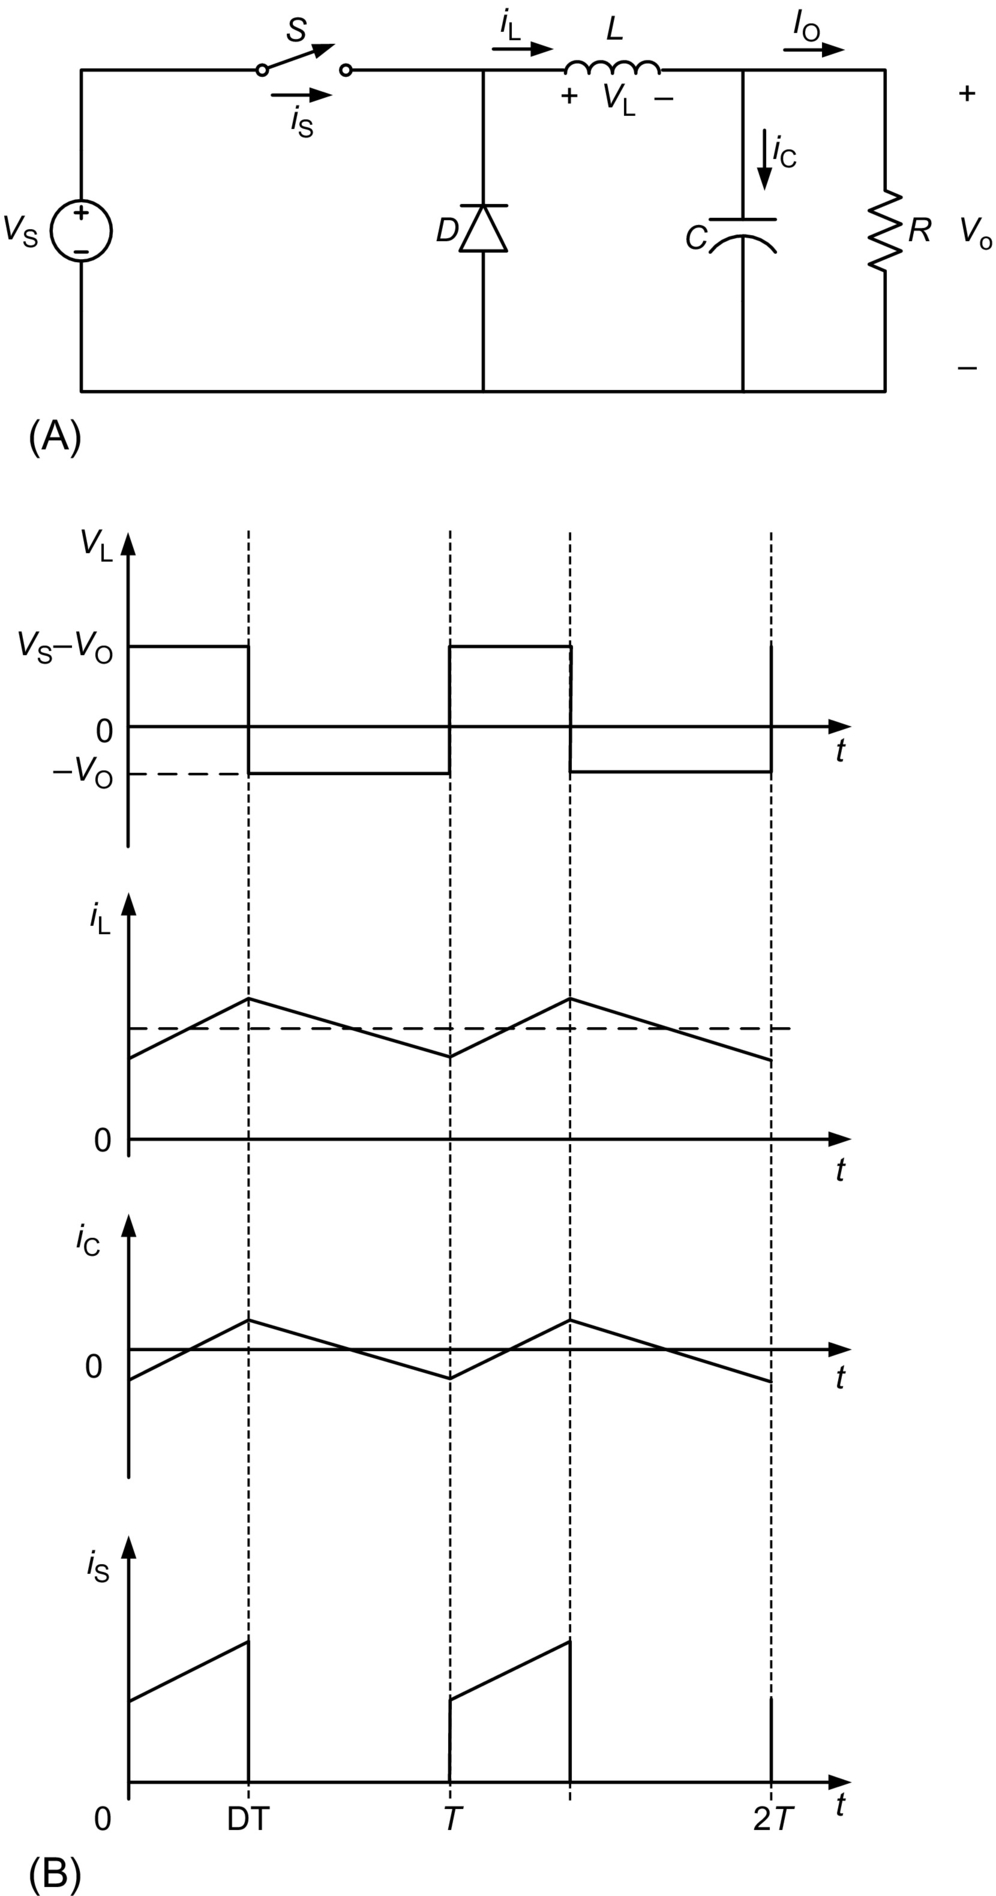 S iL L IO
+ VL – +
iS
iC
VS + – D C R Vo
–
(A)
VL
VS–VO
0
t
–VO
iL
0
t
iC
0
t
iS
0 DT T 2T t
(B)